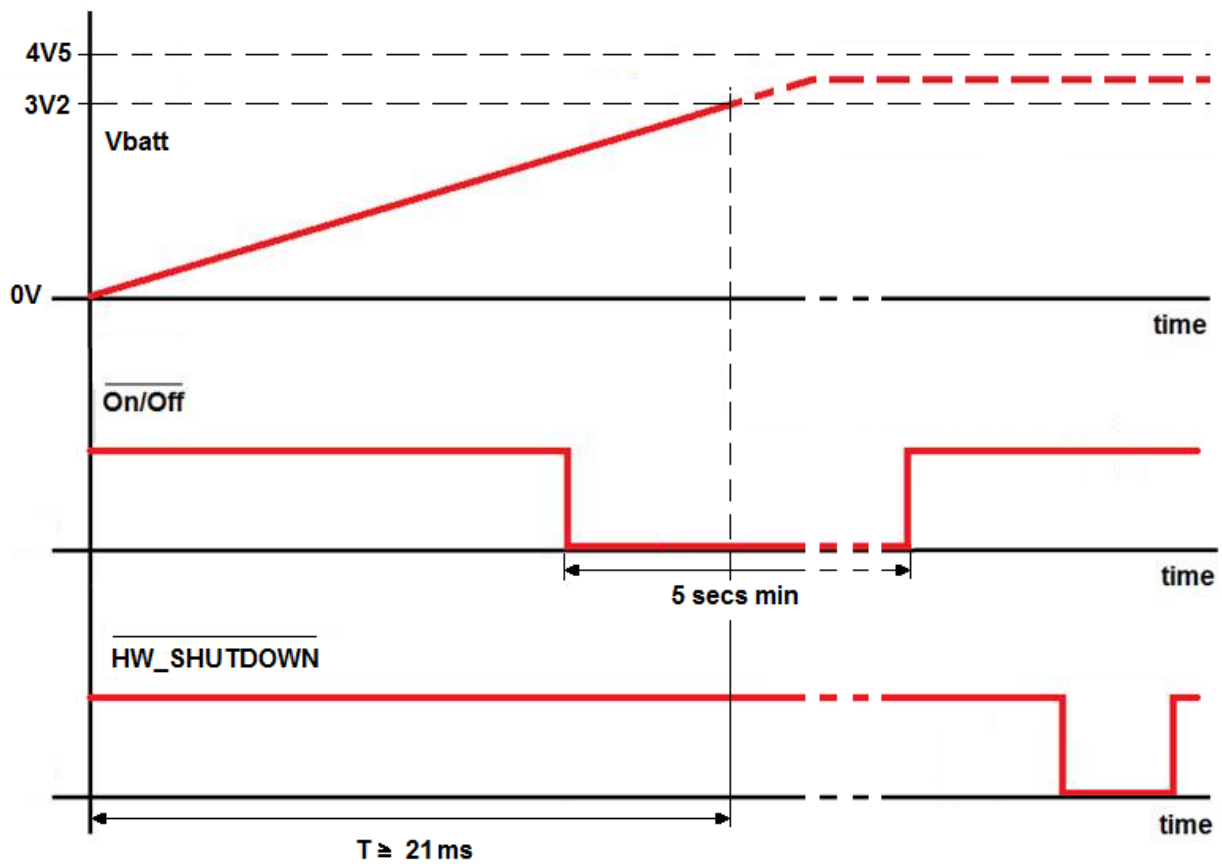 4V5
3V2
Vbatt
0V
time
On/Off
time
5 secs min
HW_SHUTDOWN
time
T ≧ 21 ms